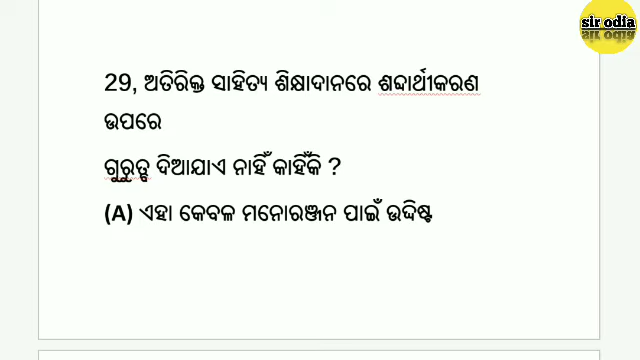 sir odia
29, ଅତିରିକ୍ତ ସାହିତ୍ୟ ଶିକ୍ଷାଦାନରେ ଶବ୍ଦାର୍ଥୀକରଣ
ଉପରେ
ଗୁରୁତ୍ବ ଦିଆଯାଏ ନାହିଁ କାହିଁକି ?
(A) ଏହା କେବଳ ମନୋରଞ୍ଜନ ପାଇଁ ଉଦ୍ଦିଷ୍ଟ